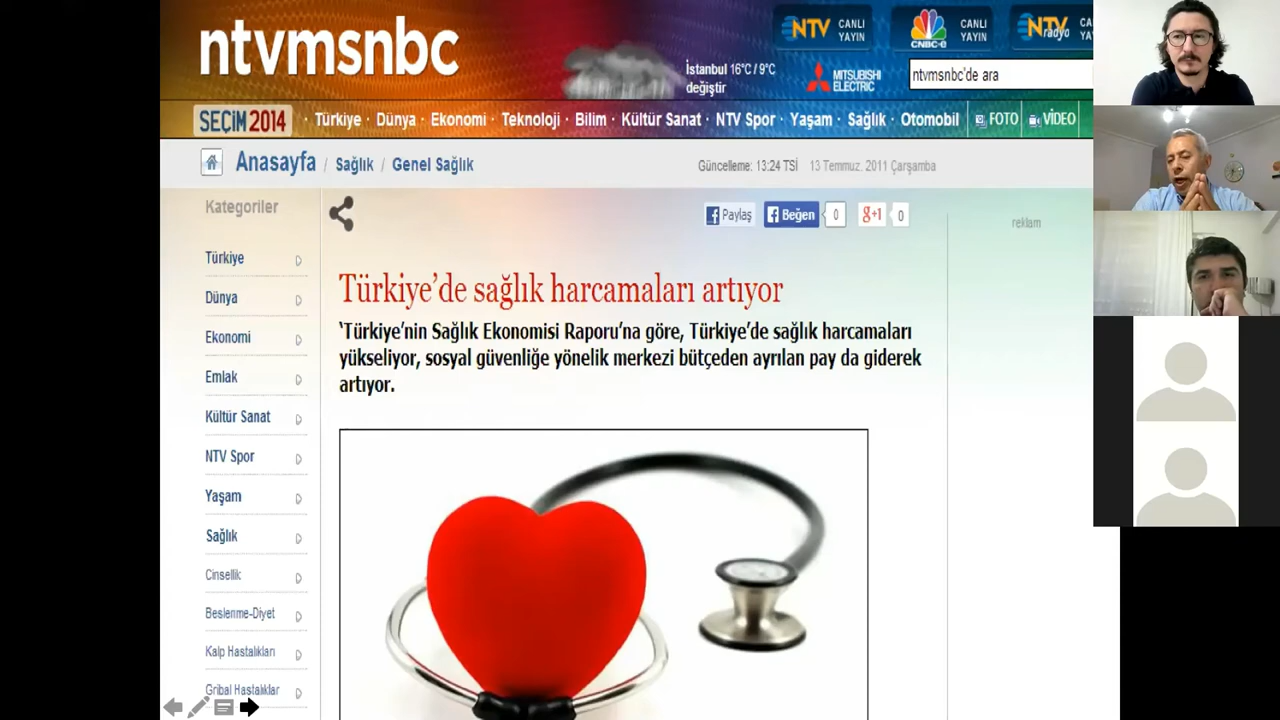 ntvmsnbc
NTV CANLI YAYIN
CNBC-e CANLI YAYIN
NTV Radyo
İstanbul 16°C / 9°C
değiştir
MITSUBISHI ELECTRIC
ntvmsnbc'de ara
SEÇİM 2014 · Türkiye · Dünya · Ekonomi · Teknoloji · Bilim · Kültür Sanat · NTV Spor · Yaşam · Sağlık · Otomobil FOTO VİDEO
Anasayfa / Sağlık / Genel Sağlık
Güncelleme: 13:24 TSİ 13 Temmuz. 2011 Çarşamba
Kategoriler
Paylaş Beğen 0 g+1 0
reklam
Türkiye
Dünya
Ekonomi
Emlak
Kültür Sanat
NTV Spor
Yaşam
Sağlık
Cinsellik
Beslenme-Diyet
Kalp Hastalıkları
Gribal Hastalıklar
Türkiye'de sağlık harcamaları artıyor
'Türkiye'nin Sağlık Ekonomisi Raporu'na göre, Türkiye'de sağlık harcamaları
yükseliyor, sosyal güvenliğe yönelik merkezi bütçeden ayrılan pay da giderek
artıyor.